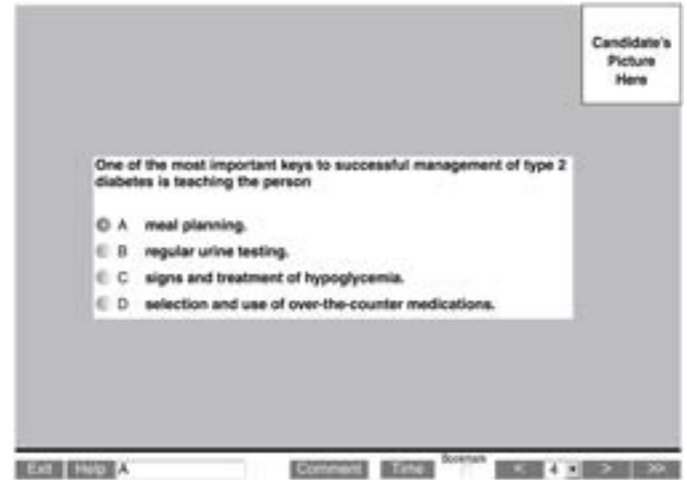 Candidate's
Picture
Here
One of the most important keys to successful management of type 2
diabetes is teaching the person
A meal planning.
B regular urine testing.
C signs and treatment of hypoglycemia.
D selection and use of over-the-counter medications.
Bookmark
Exit Help A Comment Time < 4 > >>